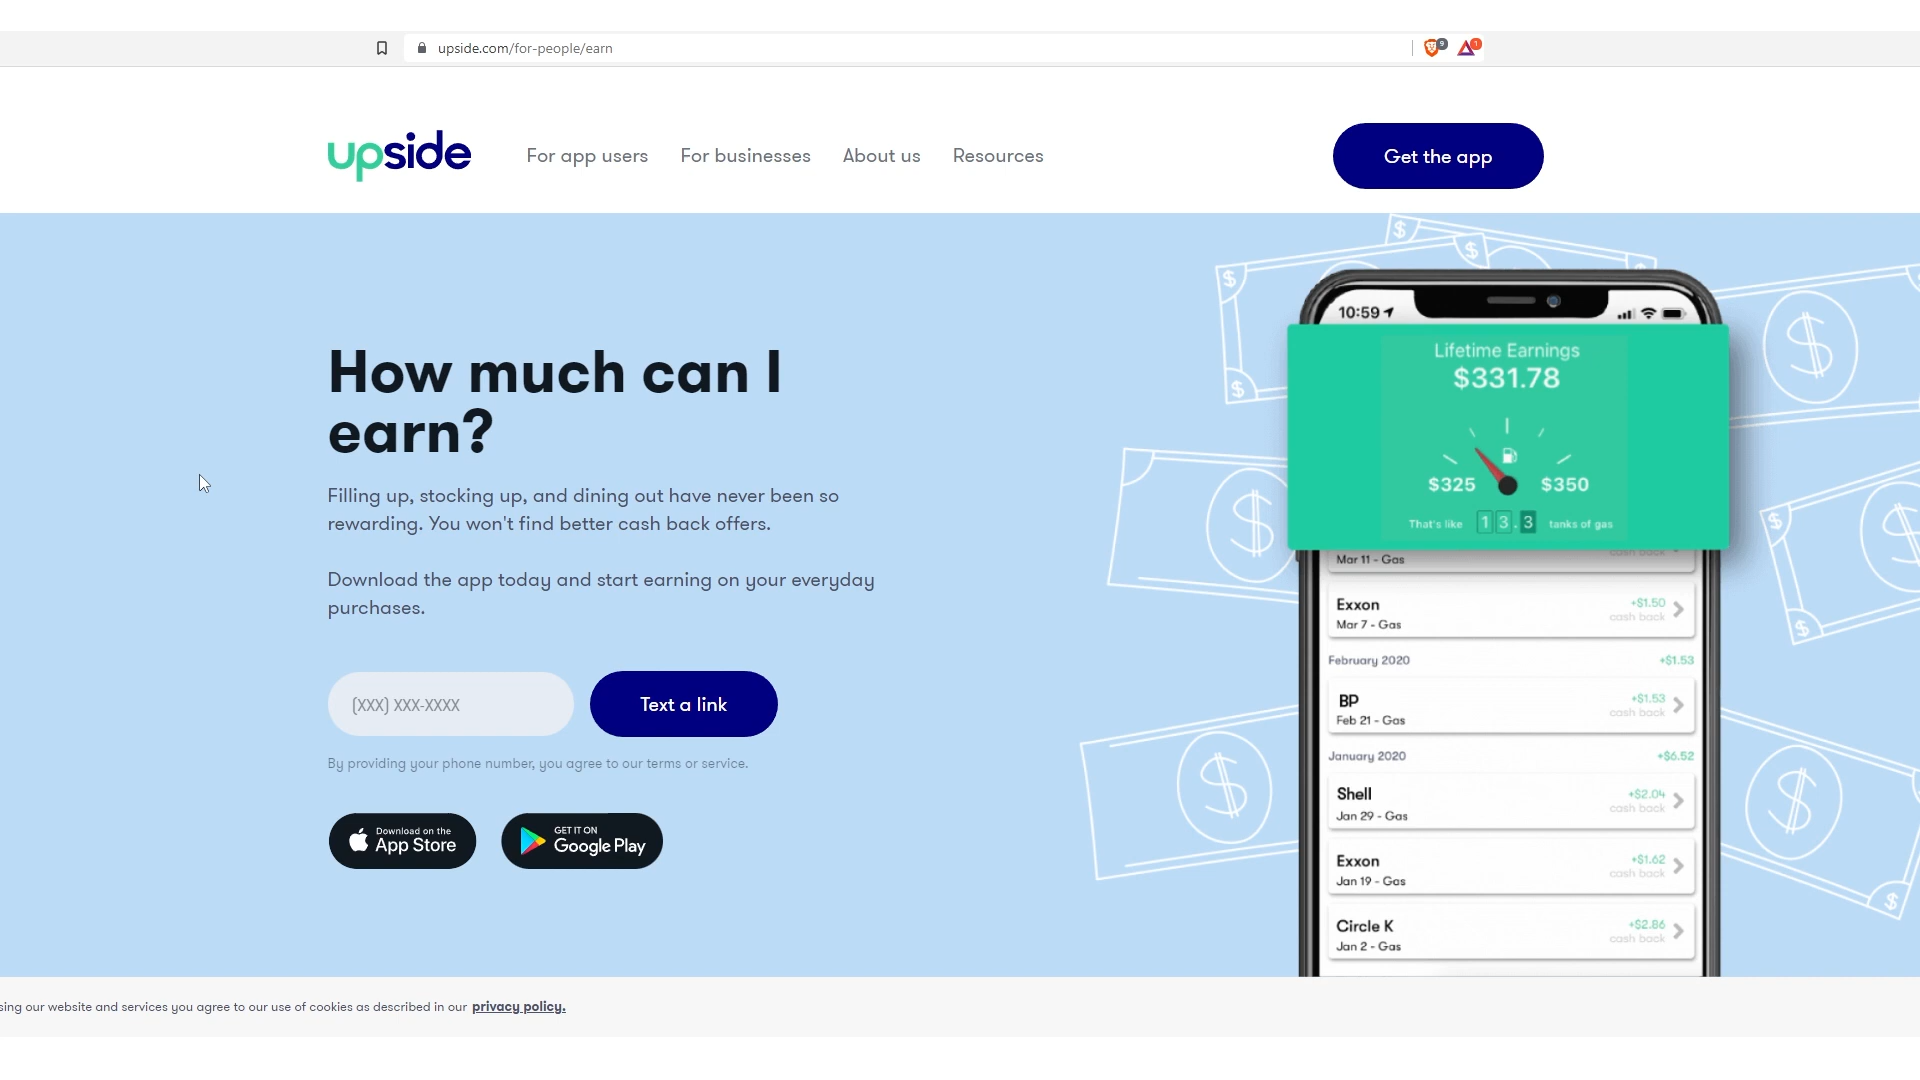 upside.com/for-people/earn
9
1
upside
For app users
For businesses
About us
Resources
Get the app
How much can I
earn?
Filling up, stocking up, and dining out have never been so
rewarding. You won't find better cash back offers.
Download the app today and start earning on your everyday
purchases.
(XXX) XXX-XXXX
Text a link
By providing your phone number, you agree to our terms or service.
Download on the
App Store
GET IT ON
Google Play
10:59
Lifetime Earnings
$331.78
$325
$350
That's like 13.3 tanks of gas
cash back
Mar 11 - Gas
Exxon
+$1.50
Mar 7 - Gas
cash back
February 2020
+$1.53
BP
+$1.53
Feb 21 - Gas
cash back
January 2020
+$6.52
Shell
+$2.04
Jan 29 - Gas
cash back
Exxon
+$1.62
Jan 19 - Gas
cash back
Circle K
+$2.86
Jan 2 - Gas
cash back
sing our website and services you agree to our use of cookies as described in our privacy policy.